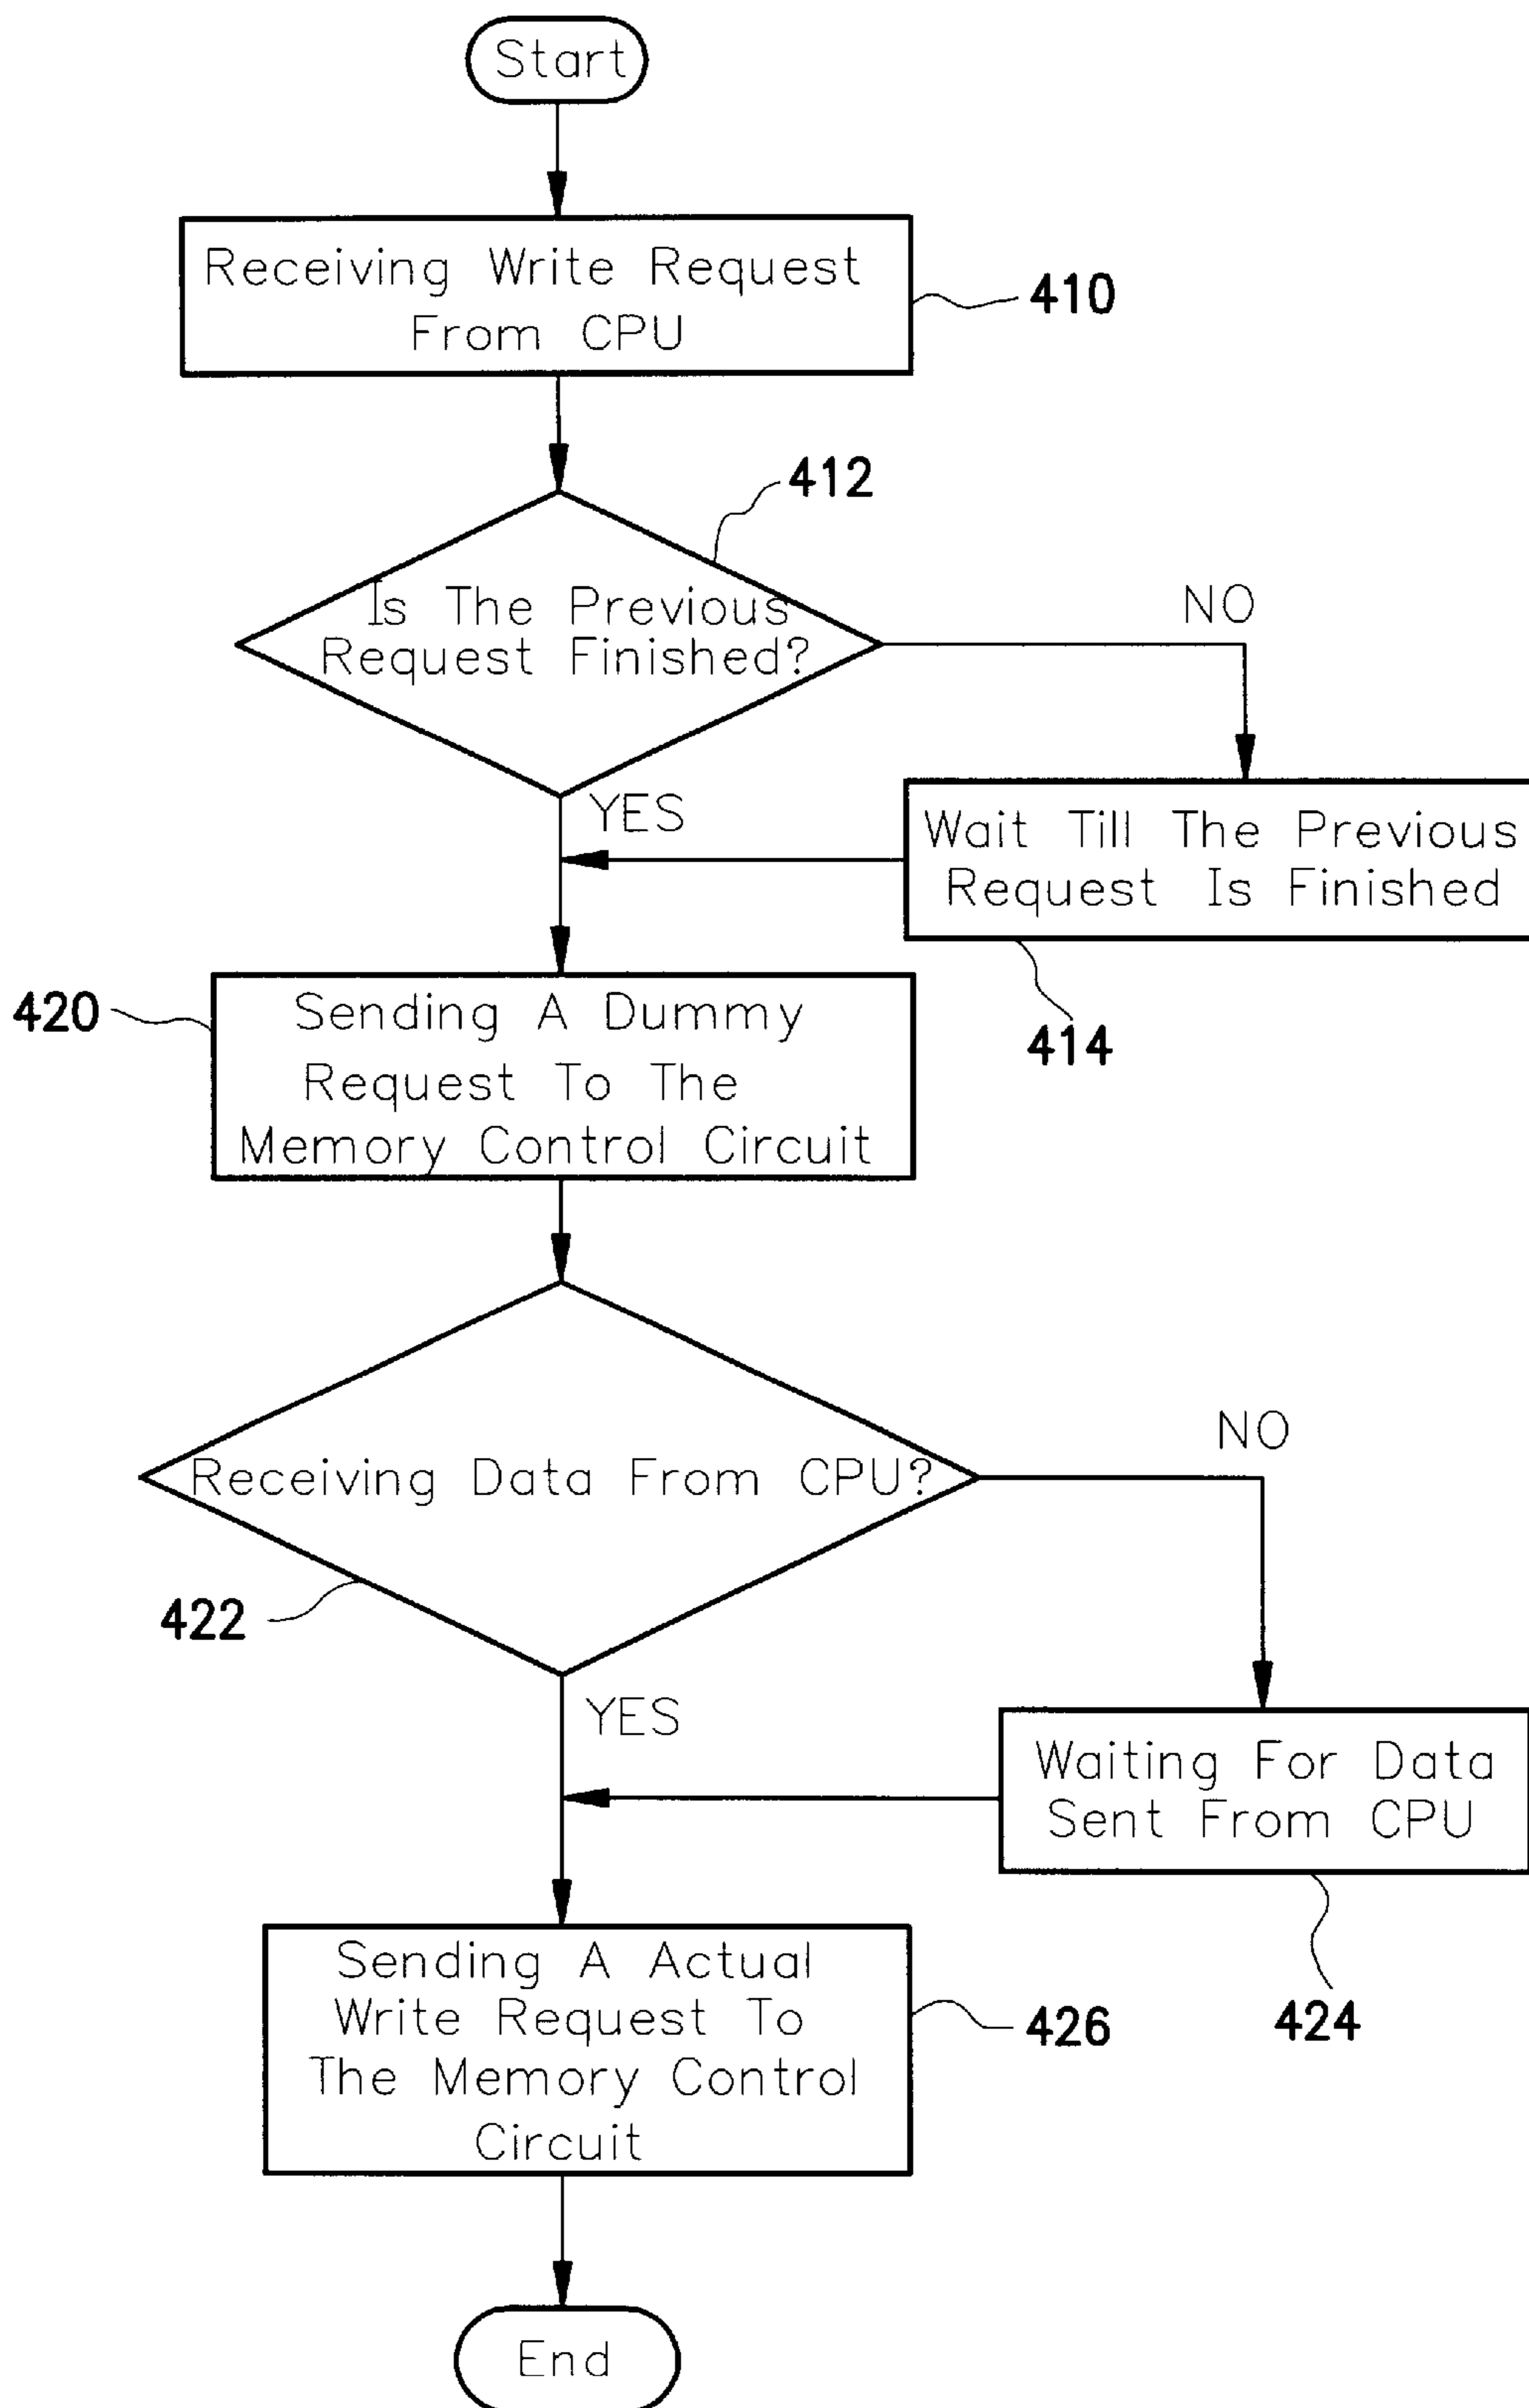 Start
Receiving Write Request
From CPU
410
412
Is The Previous
Request Finished?
NO
YES
Wait Till The Previous
Request Is Finished
414
420
Sending A Dummy
Request To The
Memory Control Circuit
Receiving Data From CPU?
NO
422
YES
Waiting For Data
Sent From CPU
424
Sending A Actual
Write Request To
The Memory Control
Circuit
426
End